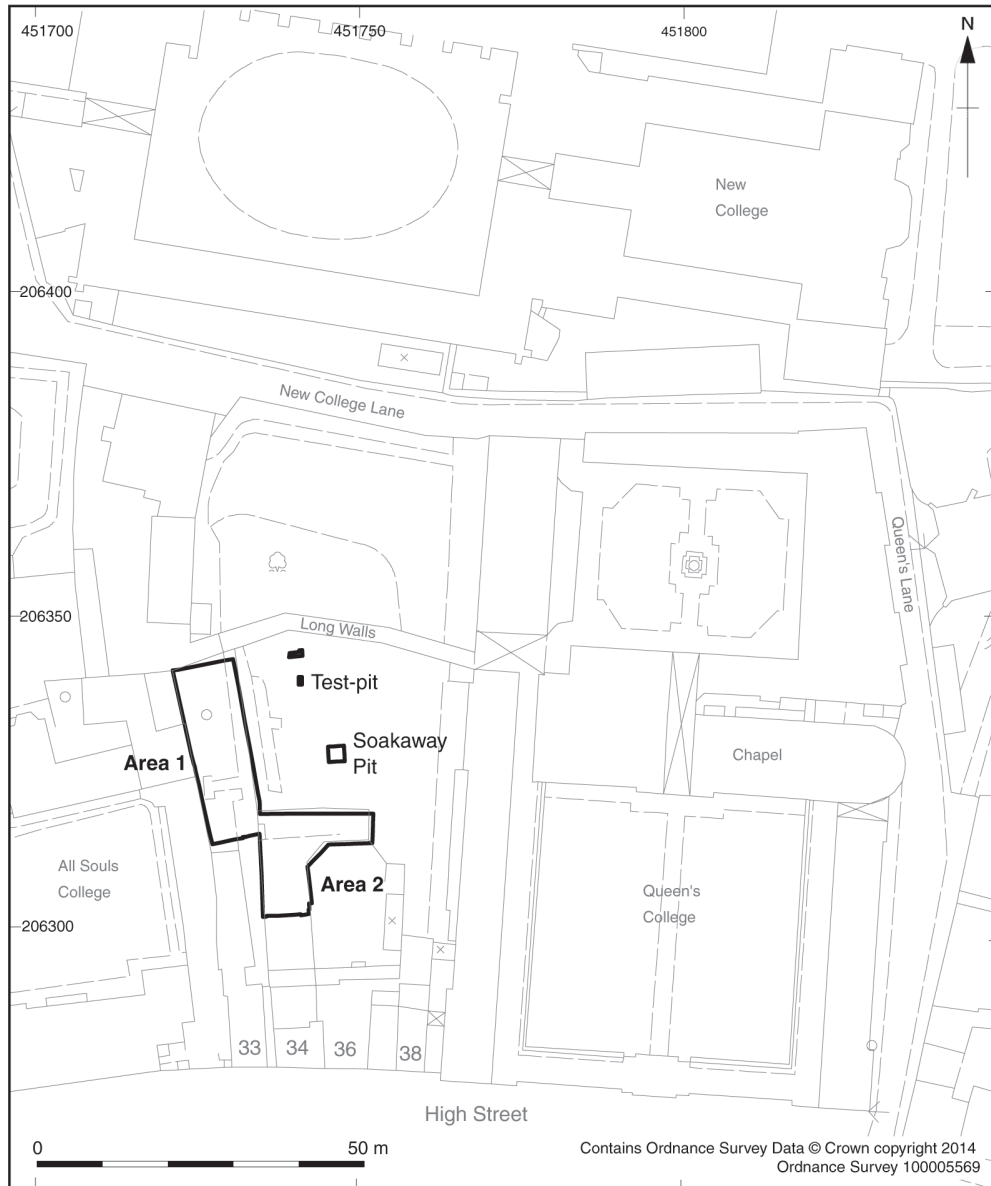 451700
451750
451800
N
New
College
206400
New College Lane
Queen's Lane
206350
Long Walls
Test-pit
Soakaway
Pit
Area 1
Chapel
All Souls
College
Area 2
Queen's
College
206300
33
34
36
38
High Street
0
50 m
Contains Ordnance Survey Data © Crown copyright 2014
Ordnance Survey 100005569